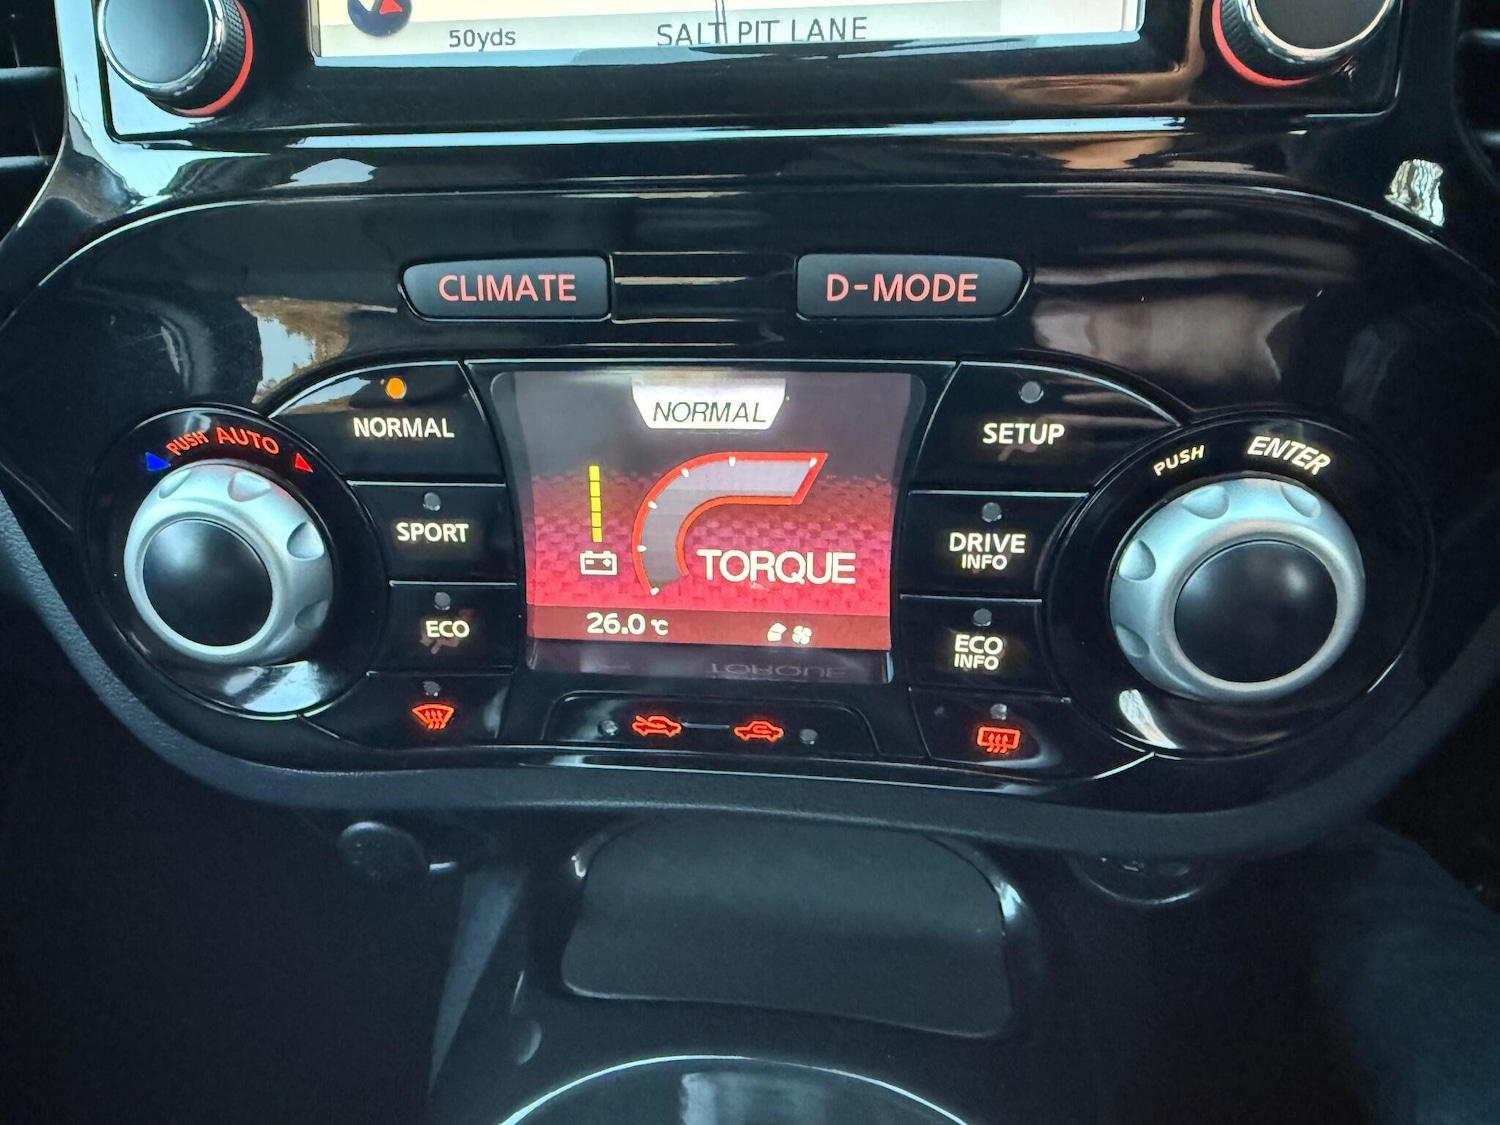 50yds
SALT PIT LANE
CLIMATE
D-MODE
NORMAL
NORMAL
SETUP
PUSH AUTO
PUSH ENTER
SPORT
DRIVE
INFO
TORQUE
ECO
ECO
INFO
26.0 °C